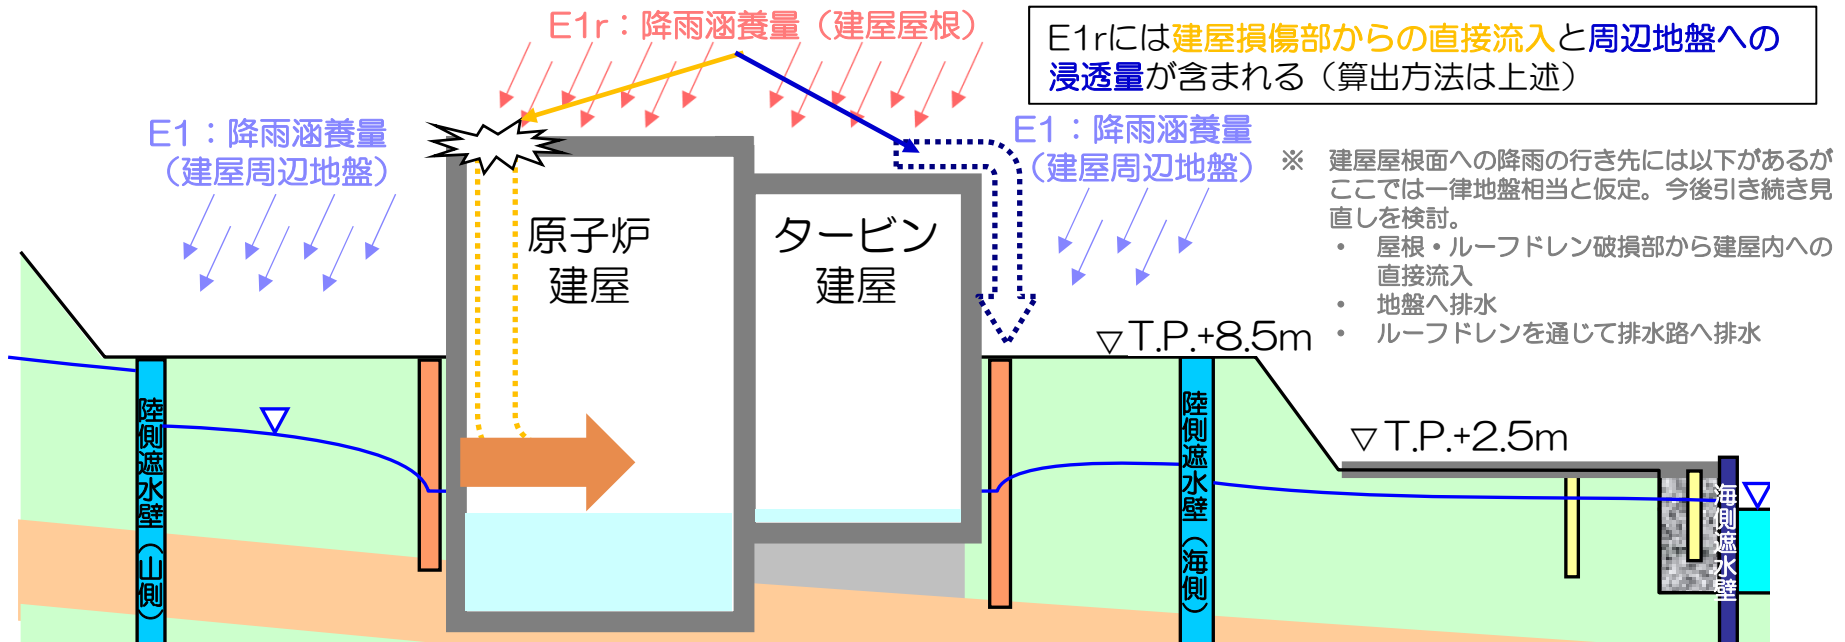 E1r：降雨涵養量（建屋屋根）
E1rには建屋損傷部からの直接流入と周辺地盤への
浸透量が含まれる（算出方法は上述）
E1：降雨涵養量
（建屋周辺地盤）
E1：降雨涵養量
（建屋周辺地盤）
※　建屋屋根面への降雨の行き先には以下があるが
ここでは一律地盤相当と仮定。今後引き続き見
直しを検討。
・　屋根・ルーフドレン破損部から建屋内への
直接流入
・　地盤へ排水
・　ルーフドレンを通じて排水路へ排水
原子炉
建屋
タービン
建屋
▽T.P.+8.5m
▽T.P.+2.5m
陸側遮水壁（山側）
陸側遮水壁（海側）
海側遮水壁